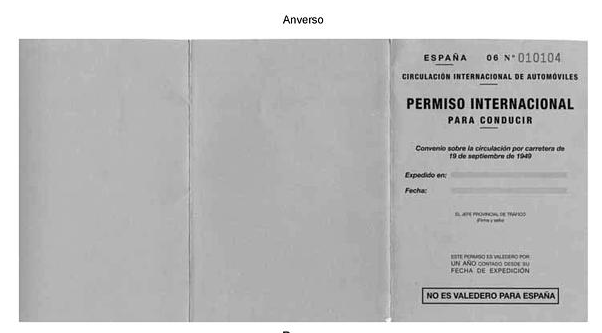 Anverso
ESPAÑA 06 Nº 010104
CIRCULACIÓN INTERNACIONAL DE AUTOMÓVILES
PERMISO INTERNACIONAL
PARA CONDUCIR
Convenio sobre la circulación por carretera de
19 de septiembre de 1949
Expedido en:
Fecha:
EL JEFE PROVINCIAL DE TRÁFICO
(Firma y sello)
ESTE PERMISO ES VALEDERO POR
UN AÑO CONTADO DESDE SU
FECHA DE EXPEDICIÓN
NO ES VALEDERO PARA ESPAÑA